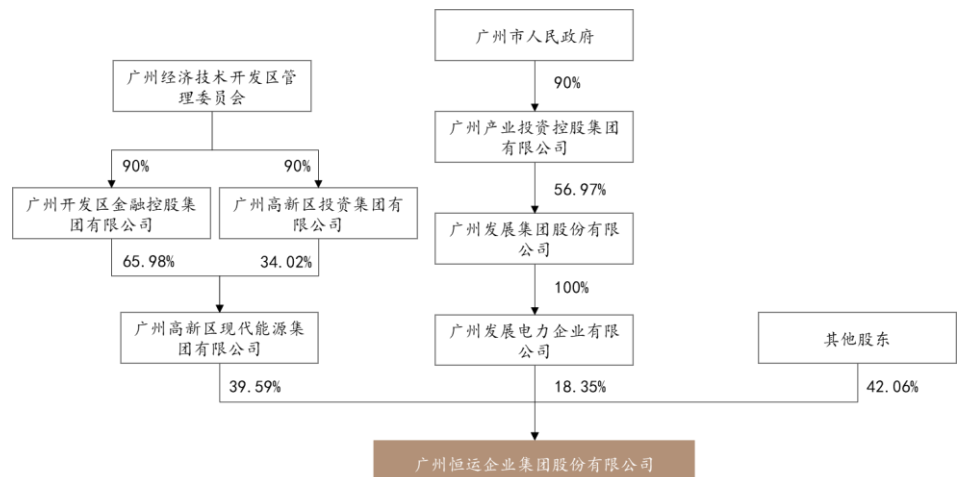 广州市人民政府
广州经济技术开发区管
理委员会
90%
广州产业投资控股集团
有限公司
90%
90%
56.97%
广州开发区金融控股集
团有限公司
广州高新区投资集团有
限公司
广州发展集团股份有限
公司
65.98%
34.02%
100%
广州高新区现代能源集
团有限公司
广州发展电力企业有限
公司
其他股东
39.59%
18.35%
42.06%
广州恒运企业集团股份有限公司